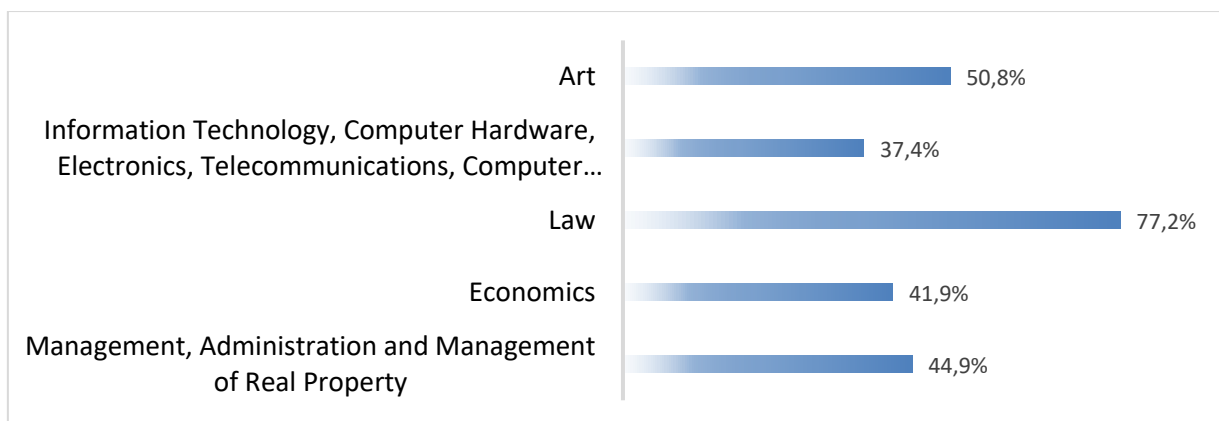 Art
50,8%
Information Technology, Computer Hardware,
Electronics, Telecommunications, Computer...
37,4%
Law
77,2%
Economics
41,9%
Management, Administration and Management
of Real Property
44,9%